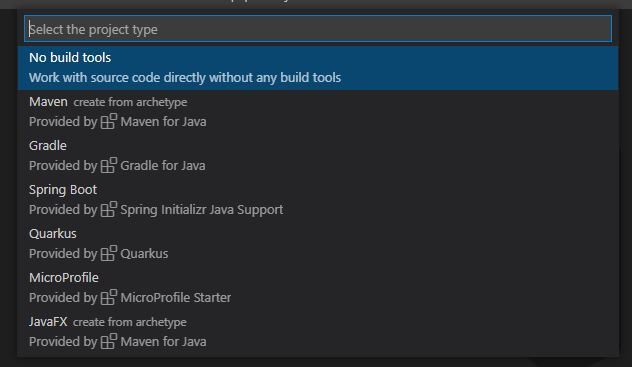 Select the project type
No build tools
Work with source code directly without any build tools
Maven create from archetype
Provided by Maven for Java
Gradle
Provided by Gradle for Java
Spring Boot
Provided by Spring Initializr Java Support
Quarkus
Provided by Quarkus
MicroProfile
Provided by MicroProfile Starter
JavaFX create from archetype
Provided by Maven for Java